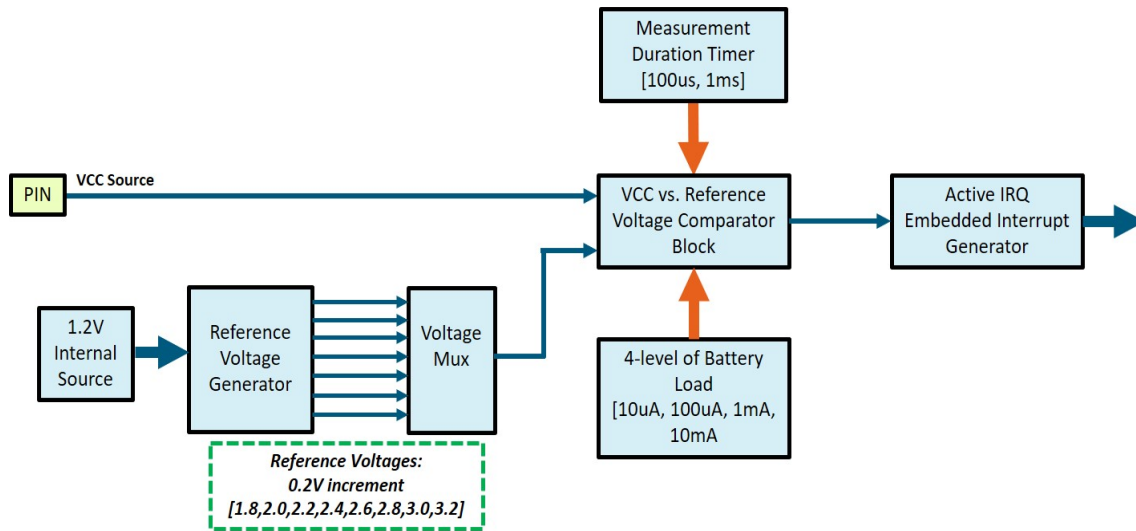 Measurement
Duration Timer
[100us, 1ms]
VCC Source
PIN
VCC vs. Reference
Voltage Comparator
Block
Active IRQ
Embedded Interrupt
Generator
1.2V
Internal
Source
Reference
Voltage
Generator
Voltage
Mux
4-level of Battery
Load
[10uA, 100uA, 1mA,
10mA
Reference Voltages:
0.2V increment
[1.8,2.0,2.2,2.4,2.6,2.8,3.0,3.2]